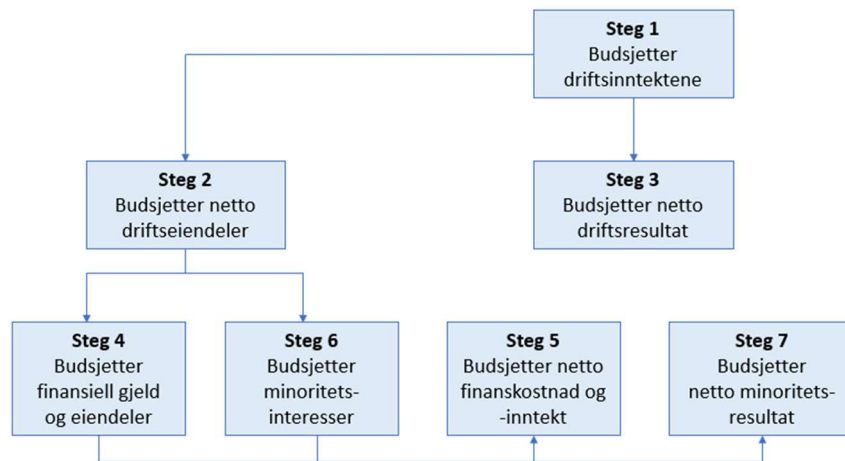 Steg 1
Budsjetter
driftsinntektene
Steg 2
Budsjetter netto
driftseiendeler
Steg 3
Budsjetter netto
driftsresultat
Steg 4
Budsjetter
finansiell gjeld
og eiendeler
Steg 6
Budsjetter
minoritets-
interesser
Steg 5
Budsjetter netto
finanskostnad og
-inntekt
Steg 7
Budsjetter
netto minoritets-
resultat